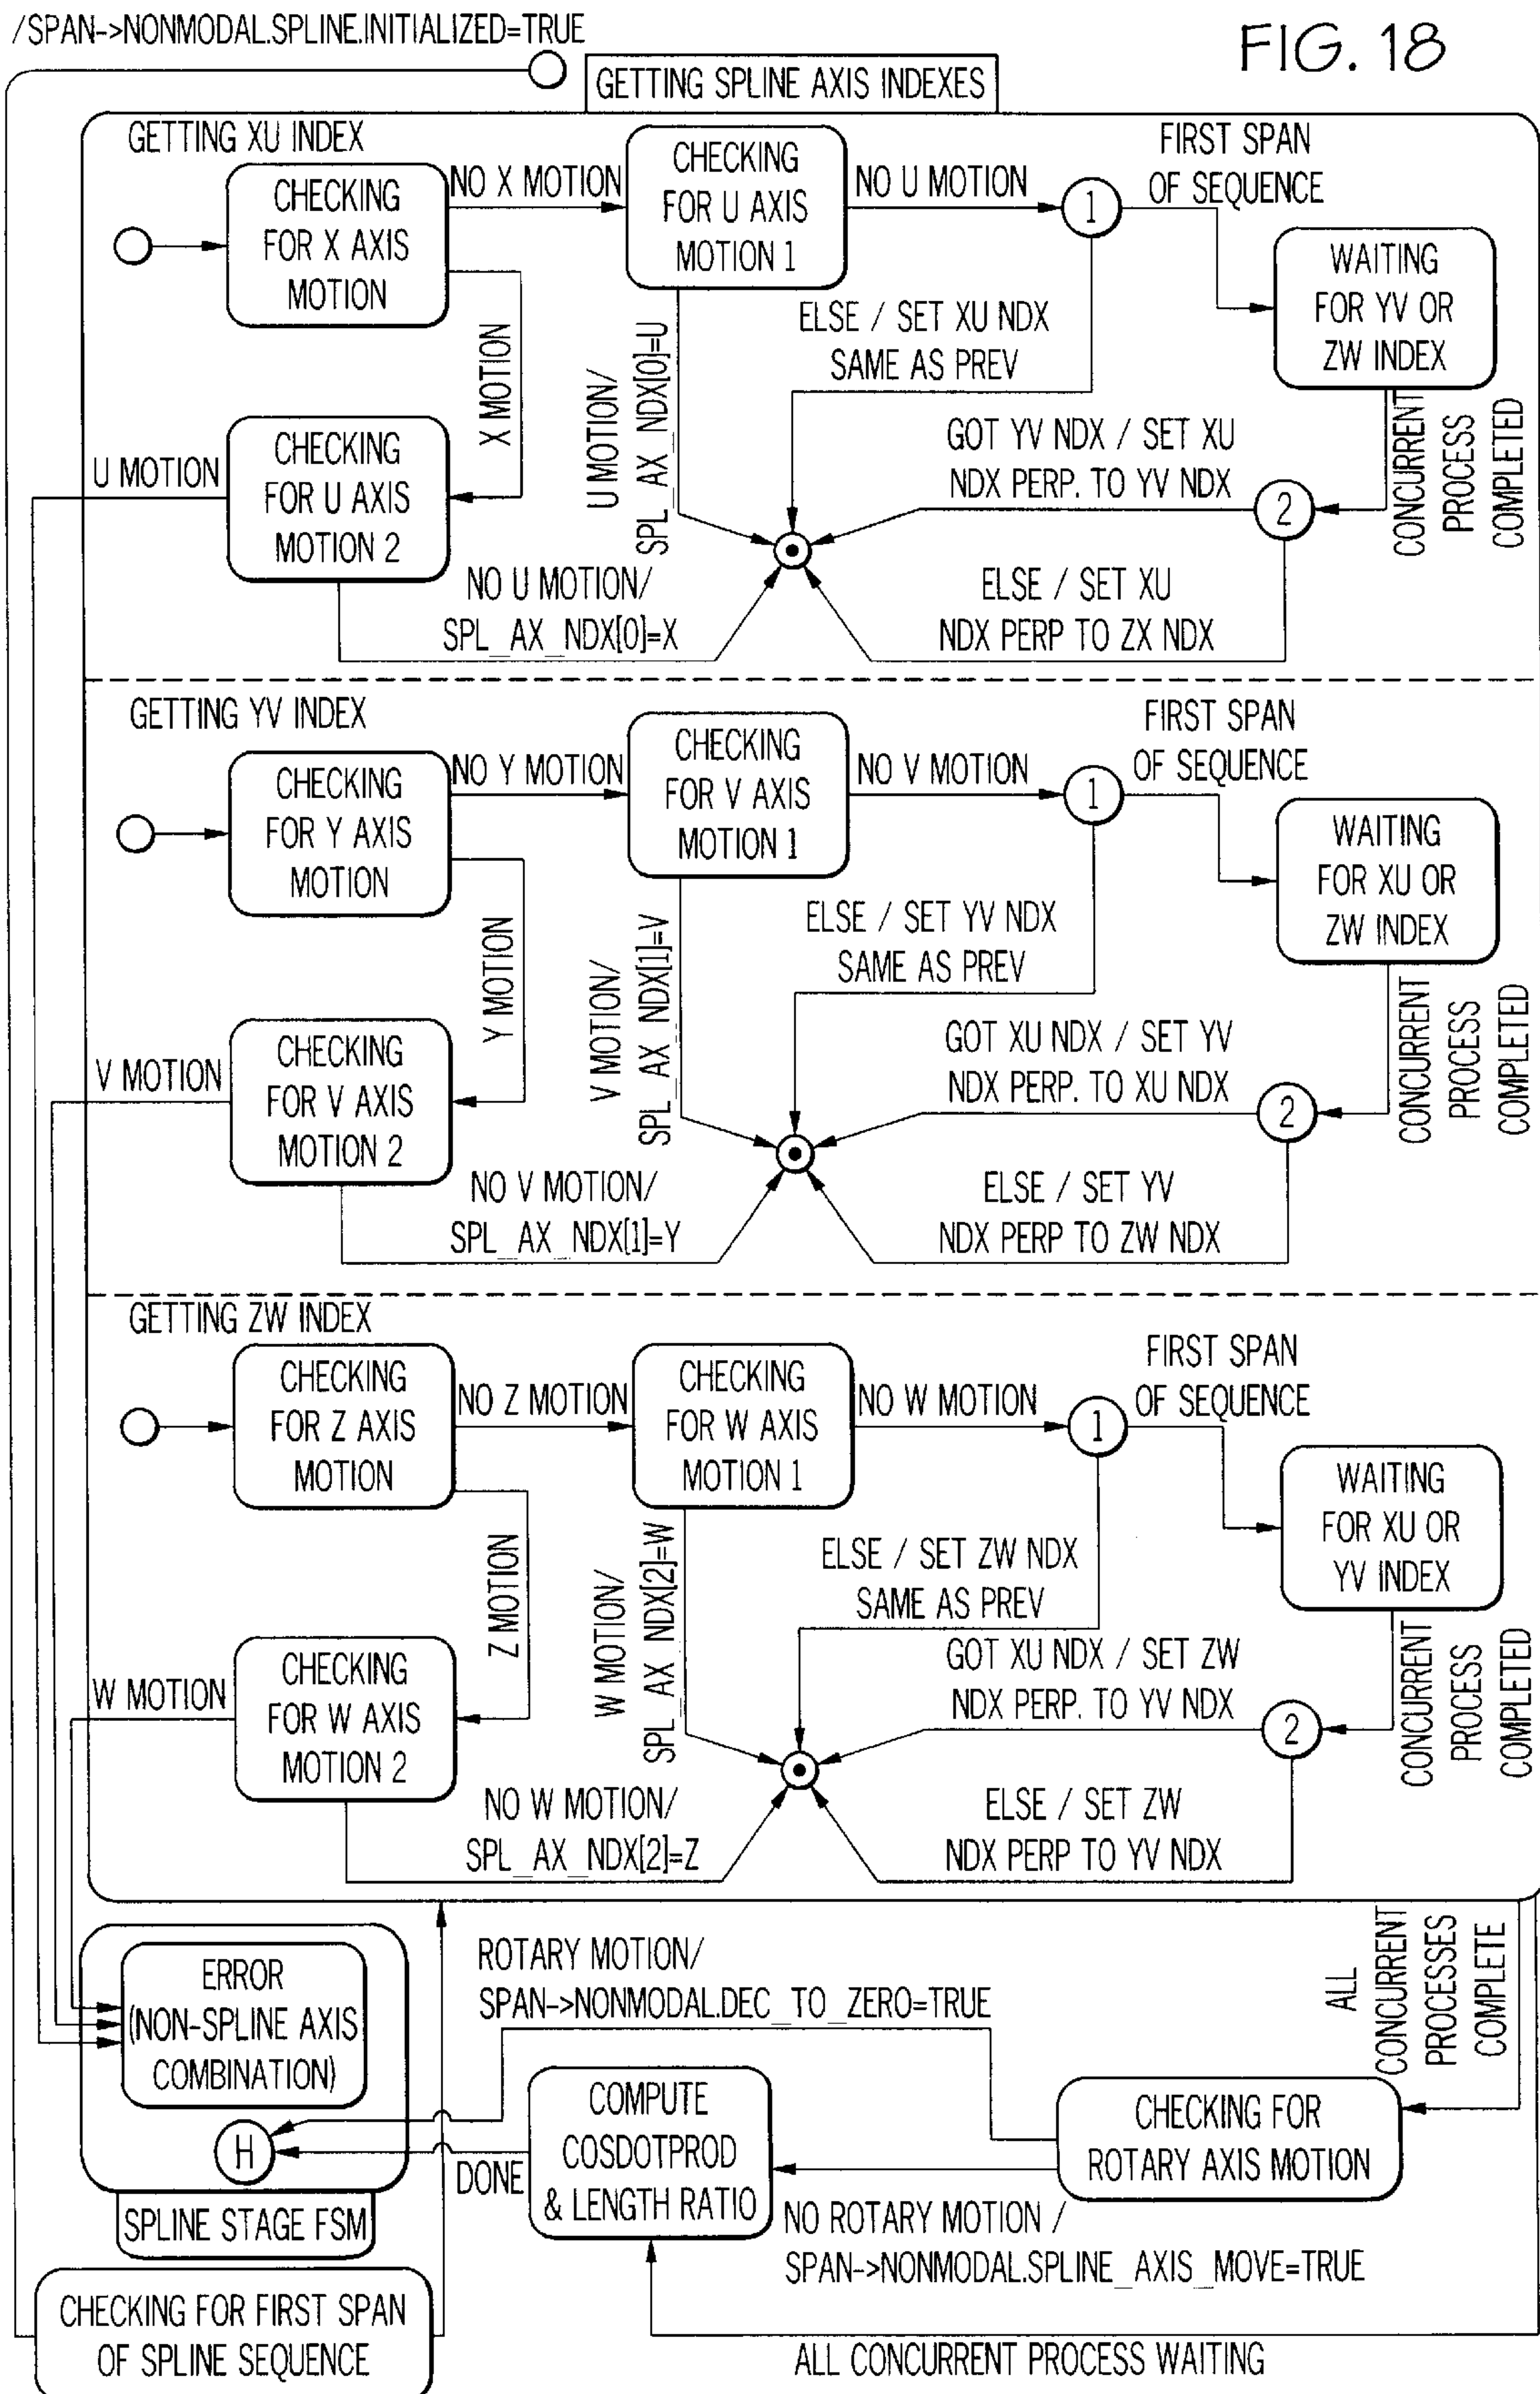 /SPAN->NONMODAL.SPLINE.INITIALIZED=TRUE
FIG. 18
GETTING SPLINE AXIS INDEXES
GETTING XU INDEX
CHECKING
FOR X AXIS
MOTION
NO X MOTION
CHECKING
FOR U AXIS
MOTION 1
NO U MOTION
1
FIRST SPAN
OF SEQUENCE
WAITING
FOR YV OR
ZW INDEX
X MOTION
U MOTION/
SPL_AX_NDX[0]=U
ELSE / SET XU NDX
SAME AS PREV
CONCURRENT
PROCESS
COMPLETED
U MOTION
CHECKING
FOR U AXIS
MOTION 2
GOT YV NDX / SET XU
NDX PERP. TO YV NDX
2
NO U MOTION/
SPL_AX_NDX[0]=X
ELSE / SET XU
NDX PERP TO ZX NDX
GETTING YV INDEX
CHECKING
FOR Y AXIS
MOTION
NO Y MOTION
CHECKING
FOR V AXIS
MOTION 1
NO V MOTION
1
FIRST SPAN
OF SEQUENCE
WAITING
FOR XU OR
ZW INDEX
Y MOTION
V MOTION/
SPL_AX_NDX[1]=V
ELSE / SET YV NDX
SAME AS PREV
CONCURRENT
PROCESS
COMPLETED
V MOTION
CHECKING
FOR V AXIS
MOTION 2
GOT XU NDX / SET YV
NDX PERP. TO XU NDX
2
NO V MOTION/
SPL_AX_NDX[1]=Y
ELSE / SET YV
NDX PERP TO ZW NDX
GETTING ZW INDEX
CHECKING
FOR Z AXIS
MOTION
NO Z MOTION
CHECKING
FOR W AXIS
MOTION 1
NO W MOTION
1
FIRST SPAN
OF SEQUENCE
WAITING
FOR XU OR
YV INDEX
Z MOTION
W MOTION/
SPL_AX_NDX[2]=W
ELSE / SET ZW NDX
SAME AS PREV
CONCURRENT
PROCESS
COMPLETED
W MOTION
CHECKING
FOR W AXIS
MOTION 2
GOT XU NDX / SET ZW
NDX PERP. TO YV NDX
2
NO W MOTION/
SPL_AX_NDX[2]=Z
ELSE / SET ZW
NDX PERP TO YV NDX
ERROR
(NON-SPLINE AXIS
COMBINATION)
H
SPLINE STAGE FSM
ROTARY MOTION/
SPAN->NONMODAL.DEC_TO_ZERO=TRUE
ALL
CONCURRENT
PROCESSES
COMPLETE
COMPUTE
COSDOTPROD
& LENGTH RATIO
DONE
CHECKING FOR
ROTARY AXIS MOTION
NO ROTARY MOTION /
SPAN->NONMODAL.SPLINE_AXIS_MOVE=TRUE
CHECKING FOR FIRST SPAN
OF SPLINE SEQUENCE
ALL CONCURRENT PROCESS WAITING